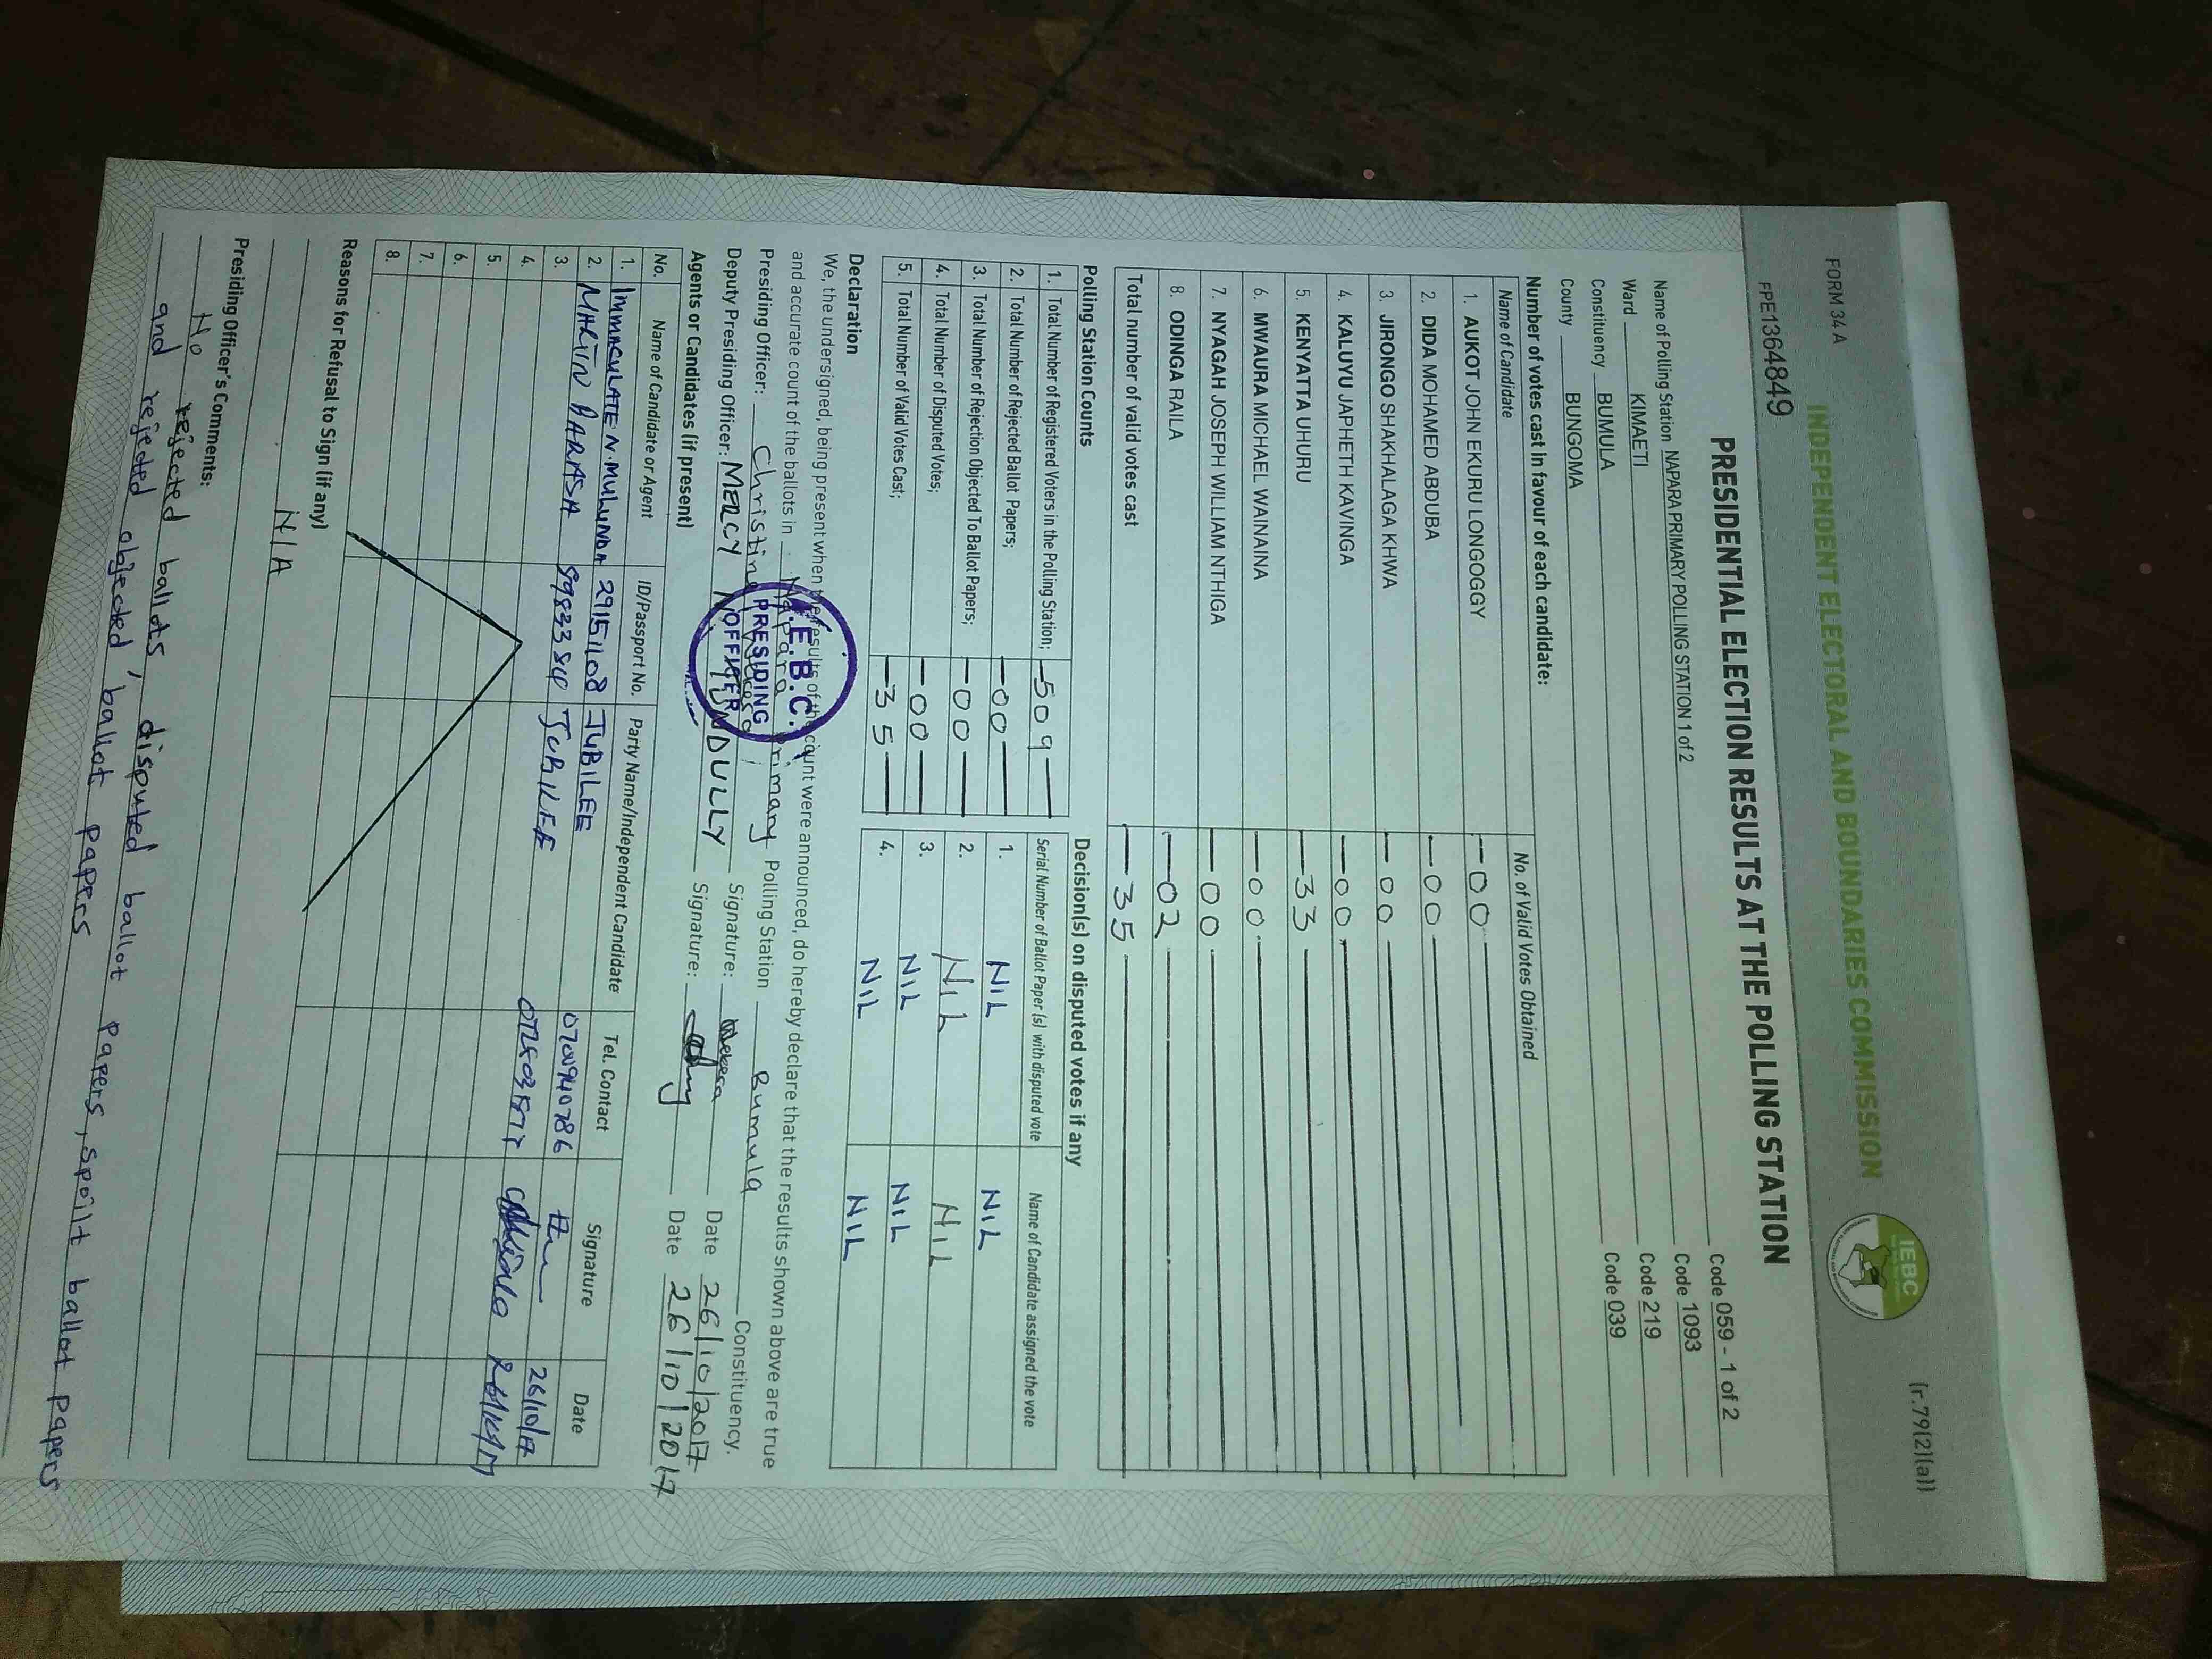 FORM 34 A
(r.79(2)(a))
INDEPENDENT ELECTORAL AND BOUNDARIES COMMISSION
IEBC
FPE1364849
PRESIDENTIAL ELECTION RESULTS AT THE POLLING STATION
Name of Polling Station NAPARA PRIMARY POLLING STATION 1 of 2 Code 059 - 1 of 2
Ward KIMAETI Code 1093
Constituency BUMULA Code 219
County BUNGOMA Code 039
Number of votes cast in favour of each candidate:
Name of Candidate No. of Valid Votes Obtained
1. AUKOT JOHN EKURU LONGOGGY 00
2. DIDA MOHAMED ABDUBA 00
3. JIRONGO SHAKHALAGA KHWA 00
4. KALUYU JAPHETH KAVINGA 00
5. KENYATTA UHURU 33
6. MWAURA MICHAEL WAINAINA 00
7. NYAGAH JOSEPH WILLIAM NTHIGA 00
8. ODINGA RAILA 02
Total number of valid votes cast 35
Polling Station Counts
1. Total Number of Registered Voters in the Polling Station; 509
2. Total Number of Rejected Ballot Papers; 00
3. Total Number of Rejection Objected To Ballot Papers; 00
4. Total Number of Disputed Votes; 00
5. Total Number of Valid Votes Cast; 35
Decision(s) on disputed votes if any
Serial Number of Ballot Paper (s) with disputed vote Name of Candidate assigned the vote
1. NIL NIL
2. NIL NIL
3. NIL NIL
4. NIL NIL
Declaration
We, the undersigned, being present when the results of the count were announced, do hereby declare that the results shown above are true
and accurate count of the ballots in Napara Primary Polling Station Bumula Constituency.
Presiding Officer: Christine Signature: Date 26/10/2017
Deputy Presiding Officer: MERCY Signature: Date 26/10/2017
I.E.B.C.
PRESIDING
OFFICER
Agents or Candidates (if present)
No. Name of Candidate or Agent ID/Passport No. Party Name/Independent Candidate Tel. Contact Signature Date
1. IMMACULATE N. MULUNDA 29151108 JUBILEE 0700940786 26/10/17
2. MARTIN BARASA JUBILEE
3.
4.
5.
6.
7.
8.
Reasons for Refusal to Sign (if any)
N/A
Presiding Officer's Comments:
No rejected ballots, disputed ballot papers, spoilt ballot papers
and rejected objected ballot papers